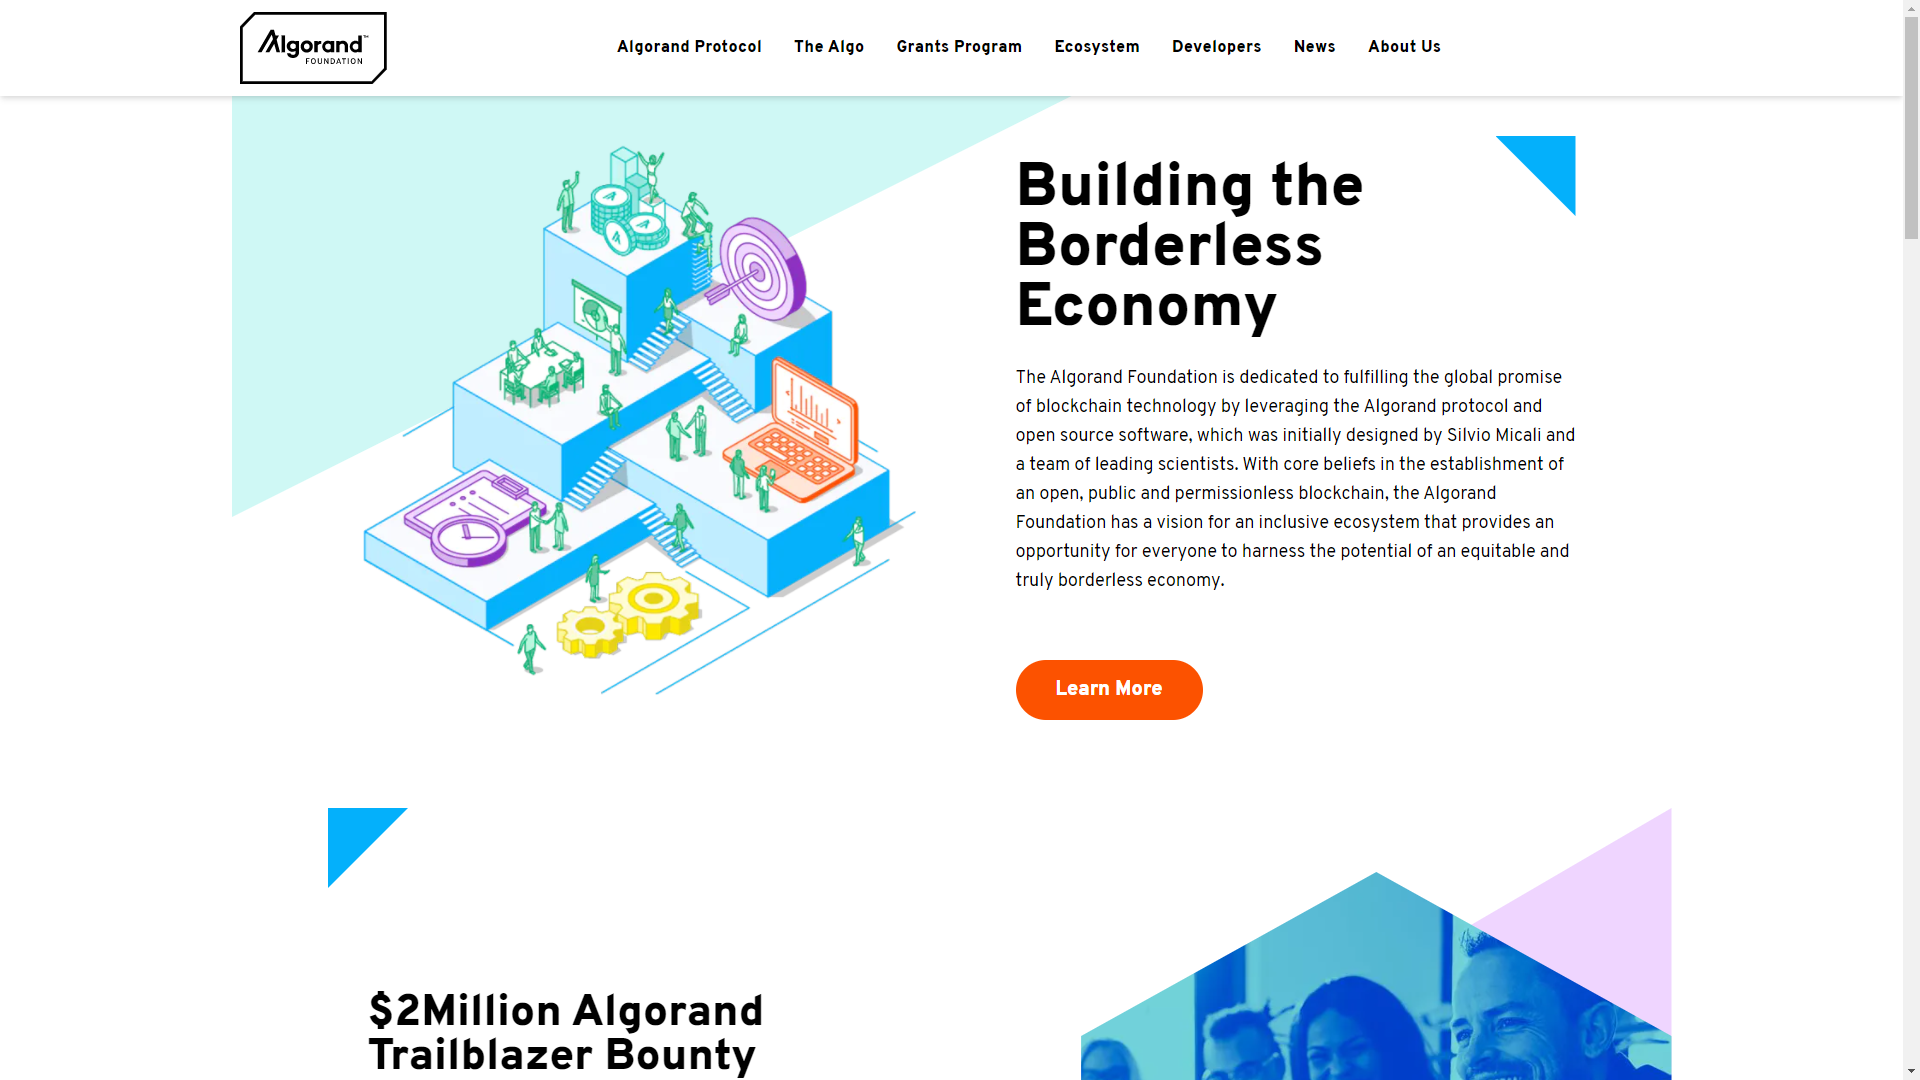 Algorand™
FOUNDATION
Algorand Protocol The Algo Grants Program Ecosystem Developers News About Us
Building the
Borderless
Economy
The Algorand Foundation is dedicated to fulfilling the global promise
of blockchain technology by leveraging the Algorand protocol and
open source software, which was initially designed by Silvio Micali and
a team of leading scientists. With core beliefs in the establishment of
an open, public and permissionless blockchain, the Algorand
Foundation has a vision for an inclusive ecosystem that provides an
opportunity for everyone to harness the potential of an equitable and
truly borderless economy.
Learn More
$2Million Algorand
Trailblazer Bounty